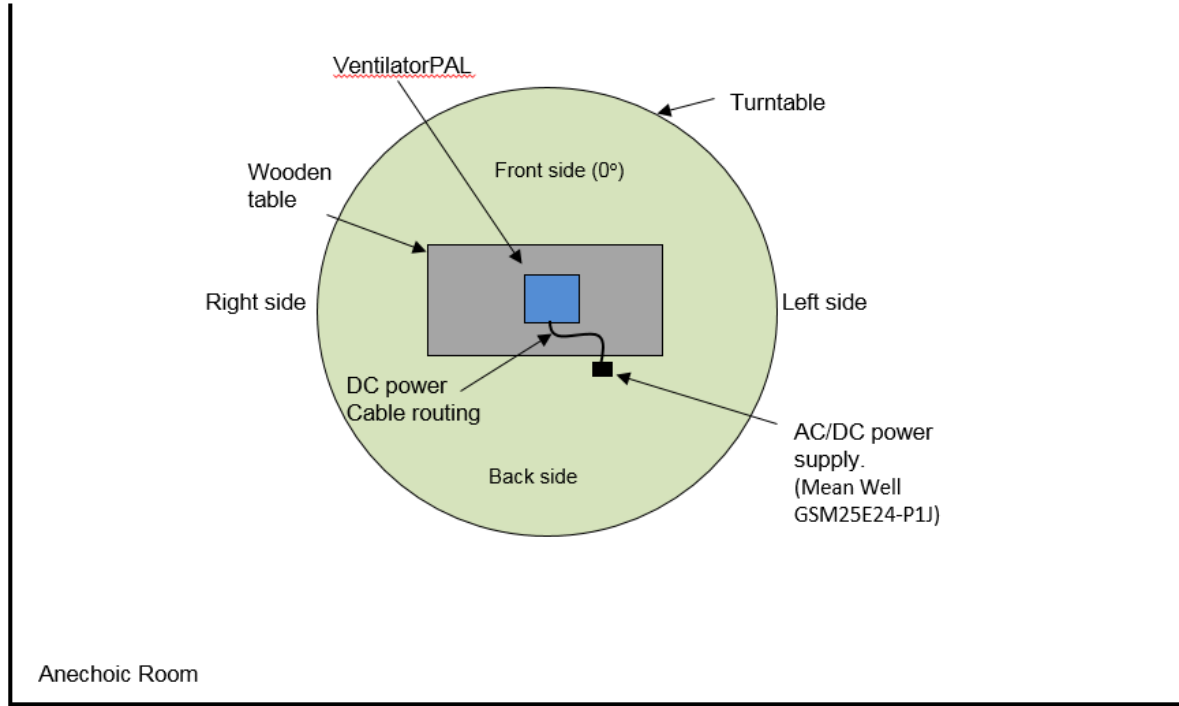 VentilatorPAL
Turntable
Wooden
table
Front side (0°)
Right side
Left side
DC power
Cable routing
AC/DC power
supply.
(Mean Well
GSM25E24-P1J)
Back side
Anechoic Room